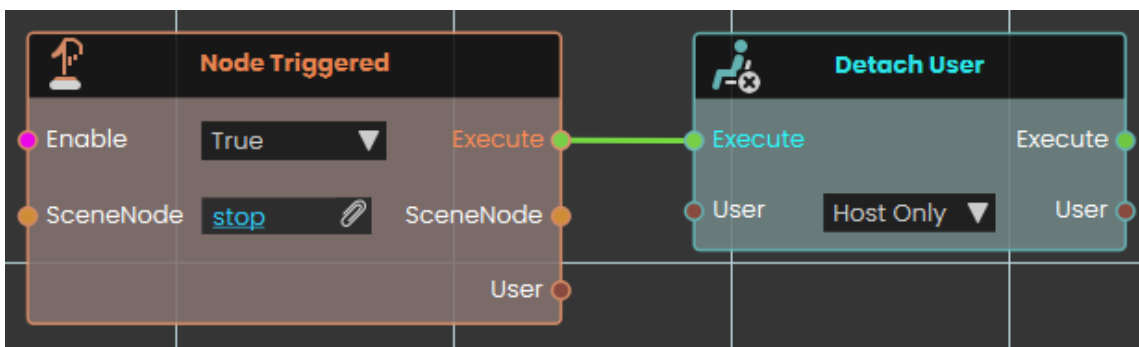 Node Triggered
Enable
True
Execute
SceneNode
stop
SceneNode
User
Detach User
Execute
Execute
User
Host Only
User